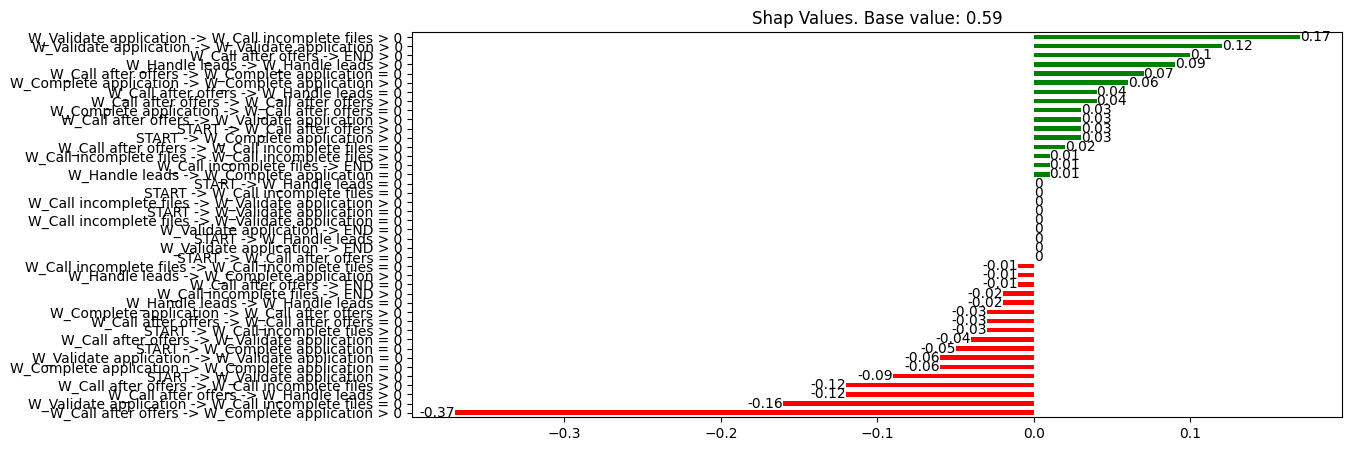 Shap Values. Base value: 0.59
W_Validate application -> W_Call incomplete files > 0 0.17
W_Validate application -> W_Validate application > 0 0.12
W_Call after offers -> END > 0 0.1
W_Handle leads -> W_Handle leads > 0 0.09
W_Call after offers -> W_Complete application = 0 0.07
W_Complete application -> W_Complete application > 0 0.06
W_Call after offers -> W_Handle leads = 0 0.04
W_Call after offers -> W_Call after offers > 0 0.04
W_Complete application -> W_Call after offers = 0 0.03
W_Call after offers -> W_Validate application > 0 0.03
START -> W_Call after offers > 0 0.03
START -> W_Complete application > 0 0.03
W_Call after offers -> W_Call incomplete files = 0 0.02
W_Call incomplete files -> W_Call incomplete files > 0 0.01
W_Call incomplete files -> END = 0 0.01
W_Handle leads -> W_Complete application = 0 0.01
START -> W_Handle leads = 0 0
START -> W_Call incomplete files = 0 0
W_Call incomplete files -> W_Validate application > 0 0
START -> W_Validate application = 0 0
W_Call incomplete files -> W_Validate application = 0 0
W_Validate application -> END = 0 0
START -> W_Handle leads > 0 0
W_Validate application -> END > 0 0
START -> W_Call after offers = 0 0
W_Call incomplete files -> W_Call incomplete files = 0 -0.01
W_Handle leads -> W_Complete application > 0 -0.01
W_Call after offers -> END = 0 -0.01
W_Call incomplete files -> END > 0 -0.02
W_Handle leads -> W_Handle leads = 0 -0.02
W_Complete application -> W_Call after offers > 0 -0.03
W_Call after offers -> W_Call after offers = 0 -0.03
START -> W_Call incomplete files > 0 -0.03
W_Call after offers -> W_Validate application = 0 -0.04
START -> W_Complete application = 0 -0.05
W_Validate application -> W_Validate application = 0 -0.06
W_Complete application -> W_Complete application = 0 -0.06
START -> W_Validate application > 0 -0.09
W_Call after offers -> W_Call incomplete files > 0 -0.12
W_Call after offers -> W_Handle leads > 0 -0.12
W_Validate application -> W_Call incomplete files = 0 -0.16
W_Call after offers -> W_Complete application > 0 -0.37
−0.3 −0.2 −0.1 0.0 0.1